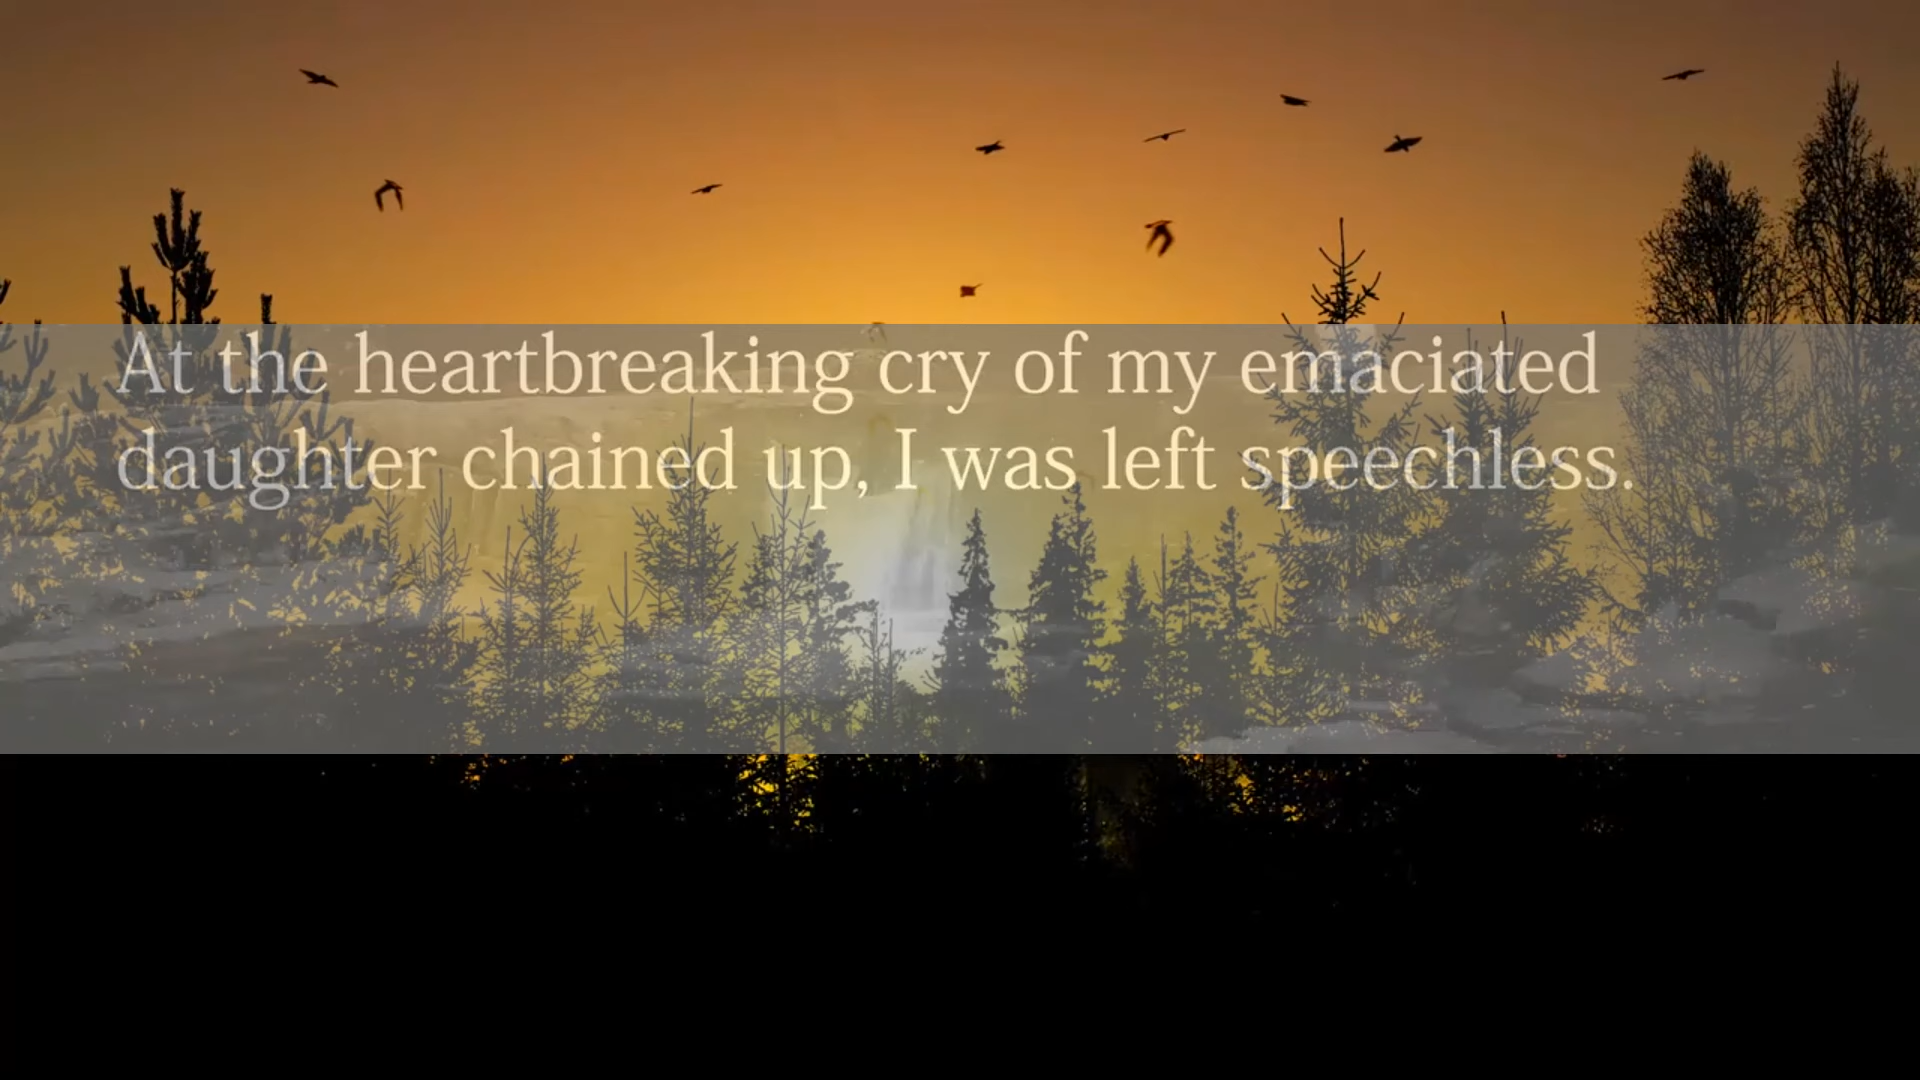 At the heartbreaking cry of my emaciated
daughter chained up, I was left speechless.